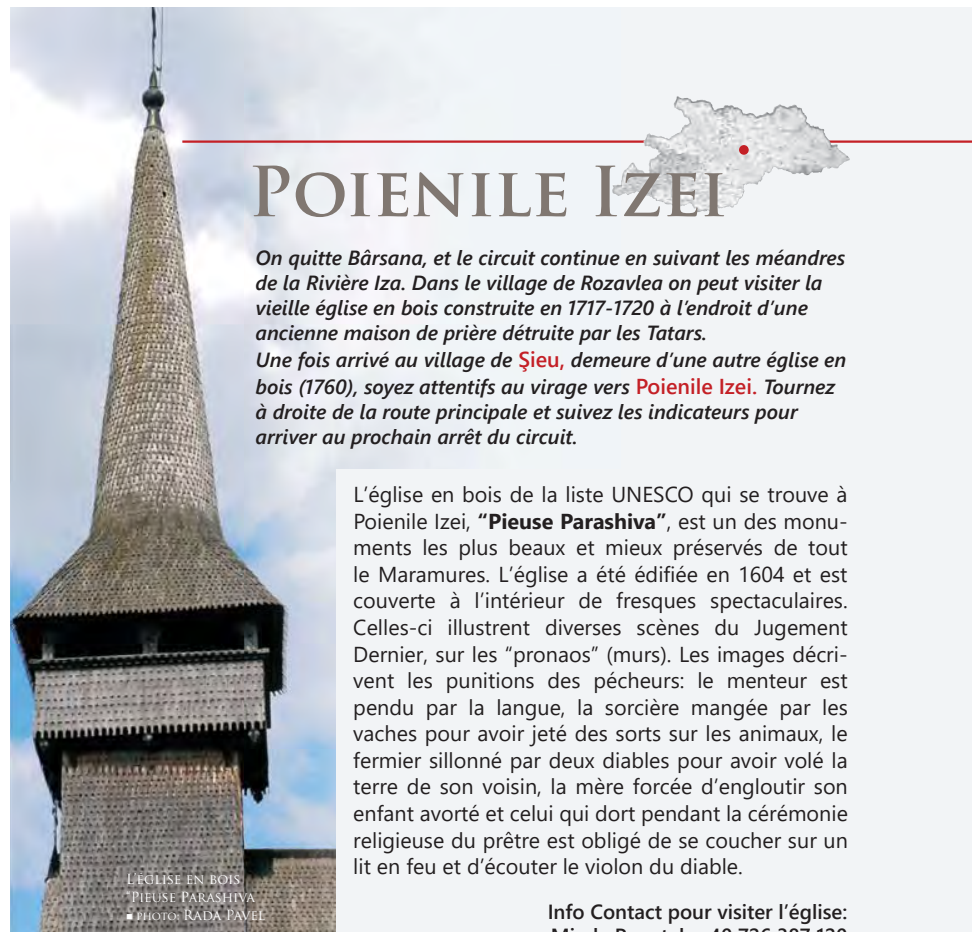 POIENILE IZEI
On quitte Bârsana, et le circuit continue en suivant les méandres
de la Rivière Iza. Dans le village de Rozavlea on peut visiter la
vieille église en bois construite en 1717-1720 à l’endroit d’une
ancienne maison de prière détruite par les Tatars.
Une fois arrivé au village de Şieu, demeure d’une autre église en
bois (1760), soyez attentifs au virage vers Poienile Izei. Tournez
à droite de la route principale et suivez les indicateurs pour
arriver au prochain arrêt du circuit.
L’église en bois de la liste UNESCO qui se trouve à
Poienile Izei, “Pieuse Parashiva”, est un des monu-
ments les plus beaux et mieux préservés de tout
le Maramures. L’église a été édifiée en 1604 et est
couverte à l’intérieur de fresques spectaculaires.
Celles-ci illustrent diverses scènes du Jugement
Dernier, sur les “pronaos” (murs). Les images décri-
vent les punitions des pécheurs: le menteur est
pendu par la langue, la sorcière mangée par les
vaches pour avoir jeté des sorts sur les animaux, le
fermier sillonné par deux diables pour avoir volé la
terre de son voisin, la mère forcée d’engloutir son
enfant avorté et celui qui dort pendant la cérémonie
religieuse du prêtre est obligé de se coucher sur un
lit en feu et d’écouter le violon du diable.
L’ÉGLISE EN BOIS
“PIEUSE PARASHIVA
■ PHOTO: RADA PAVEL
Info Contact pour visiter l’église: